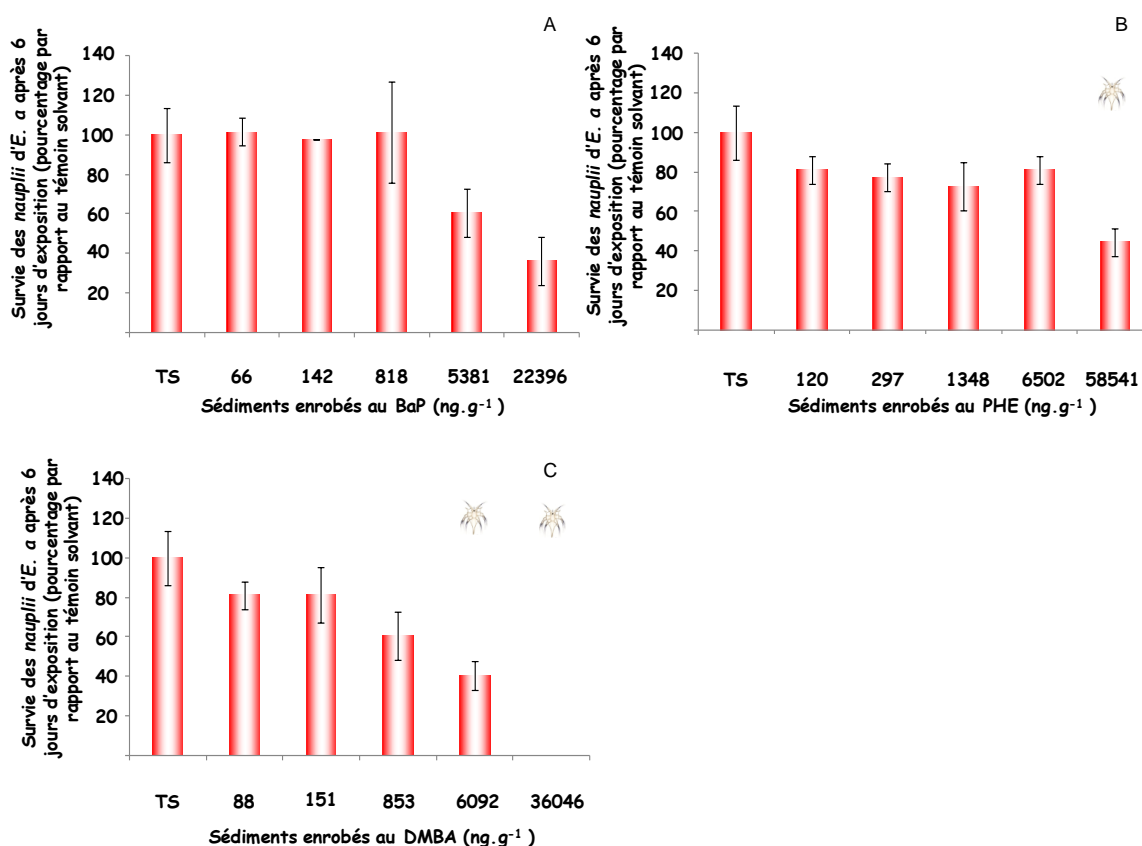 A
Survie des nauplii d'E. a après 6
jours d'exposition (pourcentage par
rapport au témoin solvant)
140
120
100
80
60
40
20
TS 66 142 818 5381 22396
Sédiments enrobés au BaP (ng.g-1 )
B
Survie des nauplii d'E. a après 6
jours d'exposition (pourcentage par
rapport au témoin solvant)
140
120
100
80
60
40
20
TS 120 297 1348 6502 58541
Sédiments enrobés au PHE (ng.g-1 )
C
Survie des nauplii d'E. a après 6
jours d'exposition (pourcentage par
rapport au témoin solvant)
140
120
100
80
60
40
20
TS 88 151 853 6092 36046
Sédiments enrobés au DMBA (ng.g-1 )